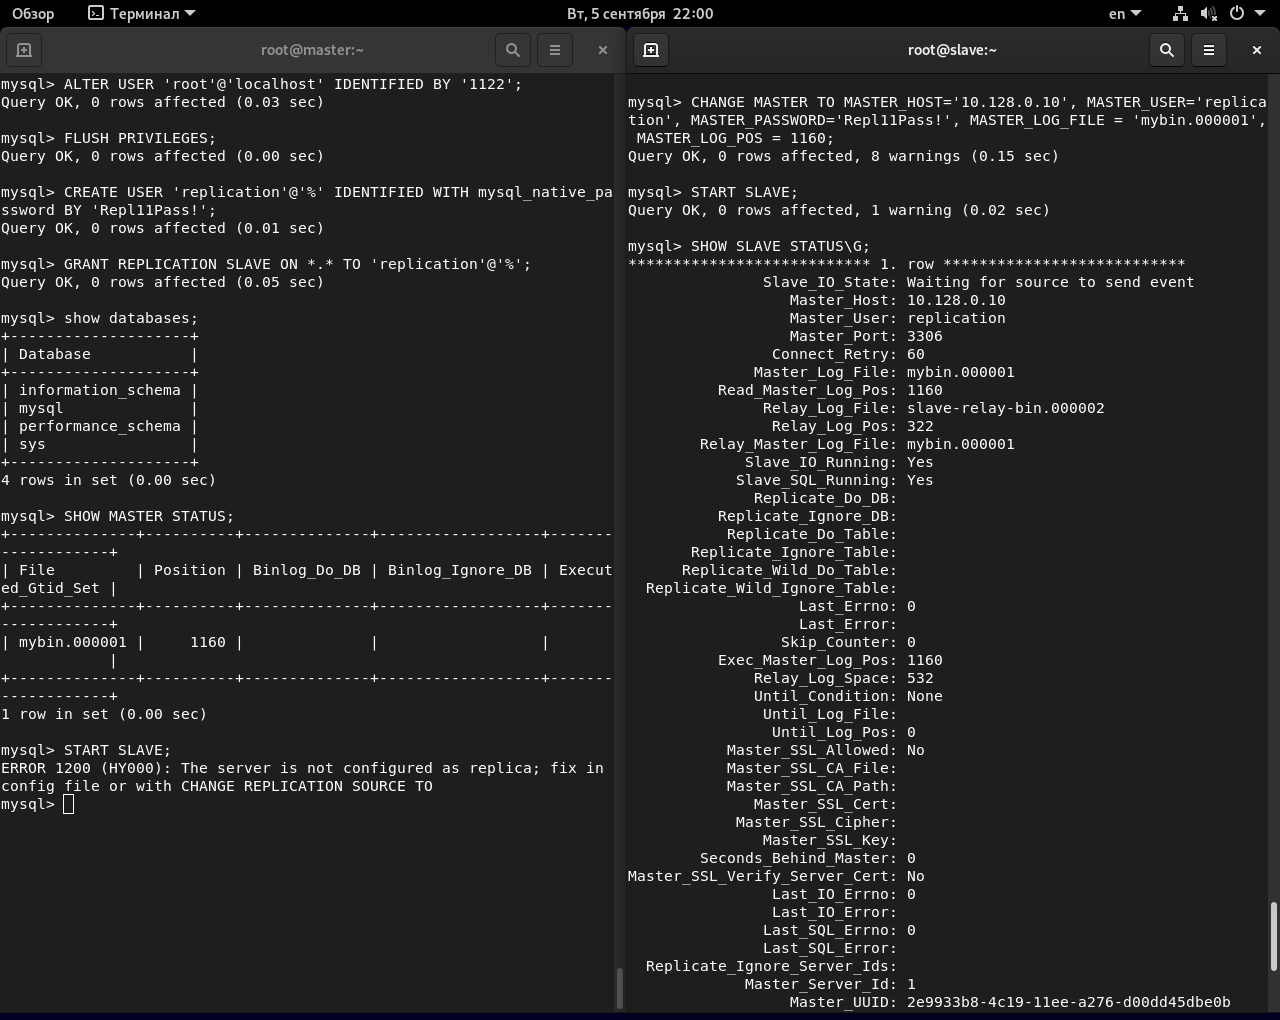 Обзор Терминал Вт, 5 сентября 22:00 en
root@master:~
mysql> ALTER USER 'root'@'localhost' IDENTIFIED BY '1122';
Query OK, 0 rows affected (0.03 sec)
mysql> FLUSH PRIVILEGES;
Query OK, 0 rows affected (0.00 sec)
mysql> CREATE USER 'replication'@'%' IDENTIFIED WITH mysql_native_pa
ssword BY 'Repl11Pass!';
Query OK, 0 rows affected (0.01 sec)
mysql> GRANT REPLICATION SLAVE ON *.* TO 'replication'@'%';
Query OK, 0 rows affected (0.05 sec)
mysql> show databases;
+--------------------+
| Database           |
+--------------------+
| information_schema |
| mysql              |
| performance_schema |
| sys                |
+--------------------+
4 rows in set (0.00 sec)
mysql> SHOW MASTER STATUS;
+--------------+----------+--------------+------------------+-------
------------+
| File         | Position | Binlog_Do_DB | Binlog_Ignore_DB | Execut
ed_Gtid_Set |
+--------------+----------+--------------+------------------+-------
------------+
| mybin.000001 |     1160 |              |                  |
            |
+--------------+----------+--------------+------------------+-------
------------+
1 row in set (0.00 sec)
mysql> START SLAVE;
ERROR 1200 (HY000): The server is not configured as replica; fix in
config file or with CHANGE REPLICATION SOURCE TO
mysql>
root@slave:~
mysql> CHANGE MASTER TO MASTER_HOST='10.128.0.10', MASTER_USER='replica
tion', MASTER_PASSWORD='Repl11Pass!', MASTER_LOG_FILE = 'mybin.000001',
 MASTER_LOG_POS = 1160;
Query OK, 0 rows affected, 8 warnings (0.15 sec)
mysql> START SLAVE;
Query OK, 0 rows affected, 1 warning (0.02 sec)
mysql> SHOW SLAVE STATUS\G;
*************************** 1. row ***************************
Slave_IO_State: Waiting for source to send event
Master_Host: 10.128.0.10
Master_User: replication
Master_Port: 3306
Connect_Retry: 60
Master_Log_File: mybin.000001
Read_Master_Log_Pos: 1160
Relay_Log_File: slave-relay-bin.000002
Relay_Log_Pos: 322
Relay_Master_Log_File: mybin.000001
Slave_IO_Running: Yes
Slave_SQL_Running: Yes
Replicate_Do_DB:
Replicate_Ignore_DB:
Replicate_Do_Table:
Replicate_Ignore_Table:
Replicate_Wild_Do_Table:
Replicate_Wild_Ignore_Table:
Last_Errno: 0
Last_Error:
Skip_Counter: 0
Exec_Master_Log_Pos: 1160
Relay_Log_Space: 532
Until_Condition: None
Until_Log_File:
Until_Log_Pos: 0
Master_SSL_Allowed: No
Master_SSL_CA_File:
Master_SSL_CA_Path:
Master_SSL_Cert:
Master_SSL_Cipher:
Master_SSL_Key:
Seconds_Behind_Master: 0
Master_SSL_Verify_Server_Cert: No
Last_IO_Errno: 0
Last_IO_Error:
Last_SQL_Errno: 0
Last_SQL_Error:
Replicate_Ignore_Server_Ids:
Master_Server_Id: 1
Master_UUID: 2e9933b8-4c19-11ee-a276-d00dd45dbe0b